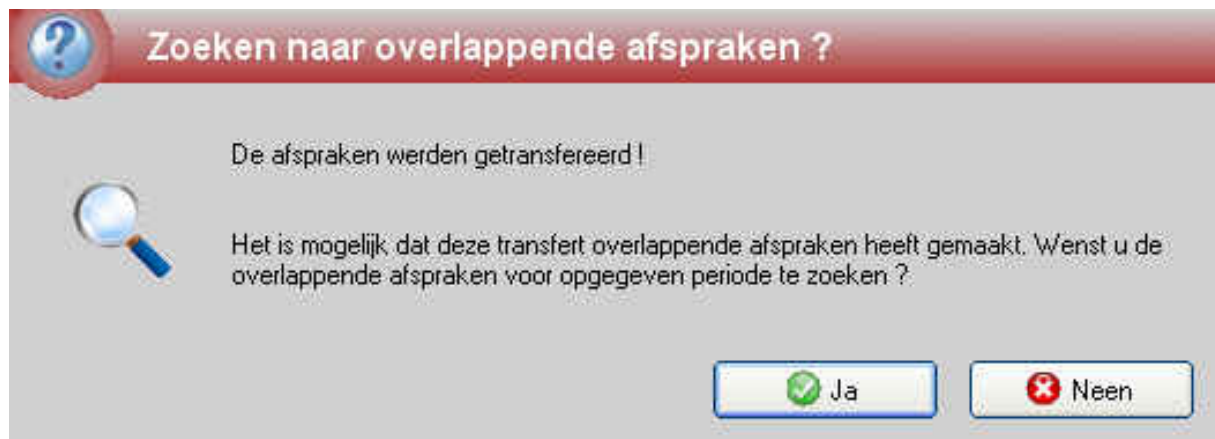 Zoeken naar overlappende afspraken ?
De afspraken werden getransfereerd !
Het is mogelijk dat deze transfert overlappende afspraken heeft gemaakt. Wenst u de
overlappende afspraken voor opgegeven periode te zoeken ?
Ja
Neen